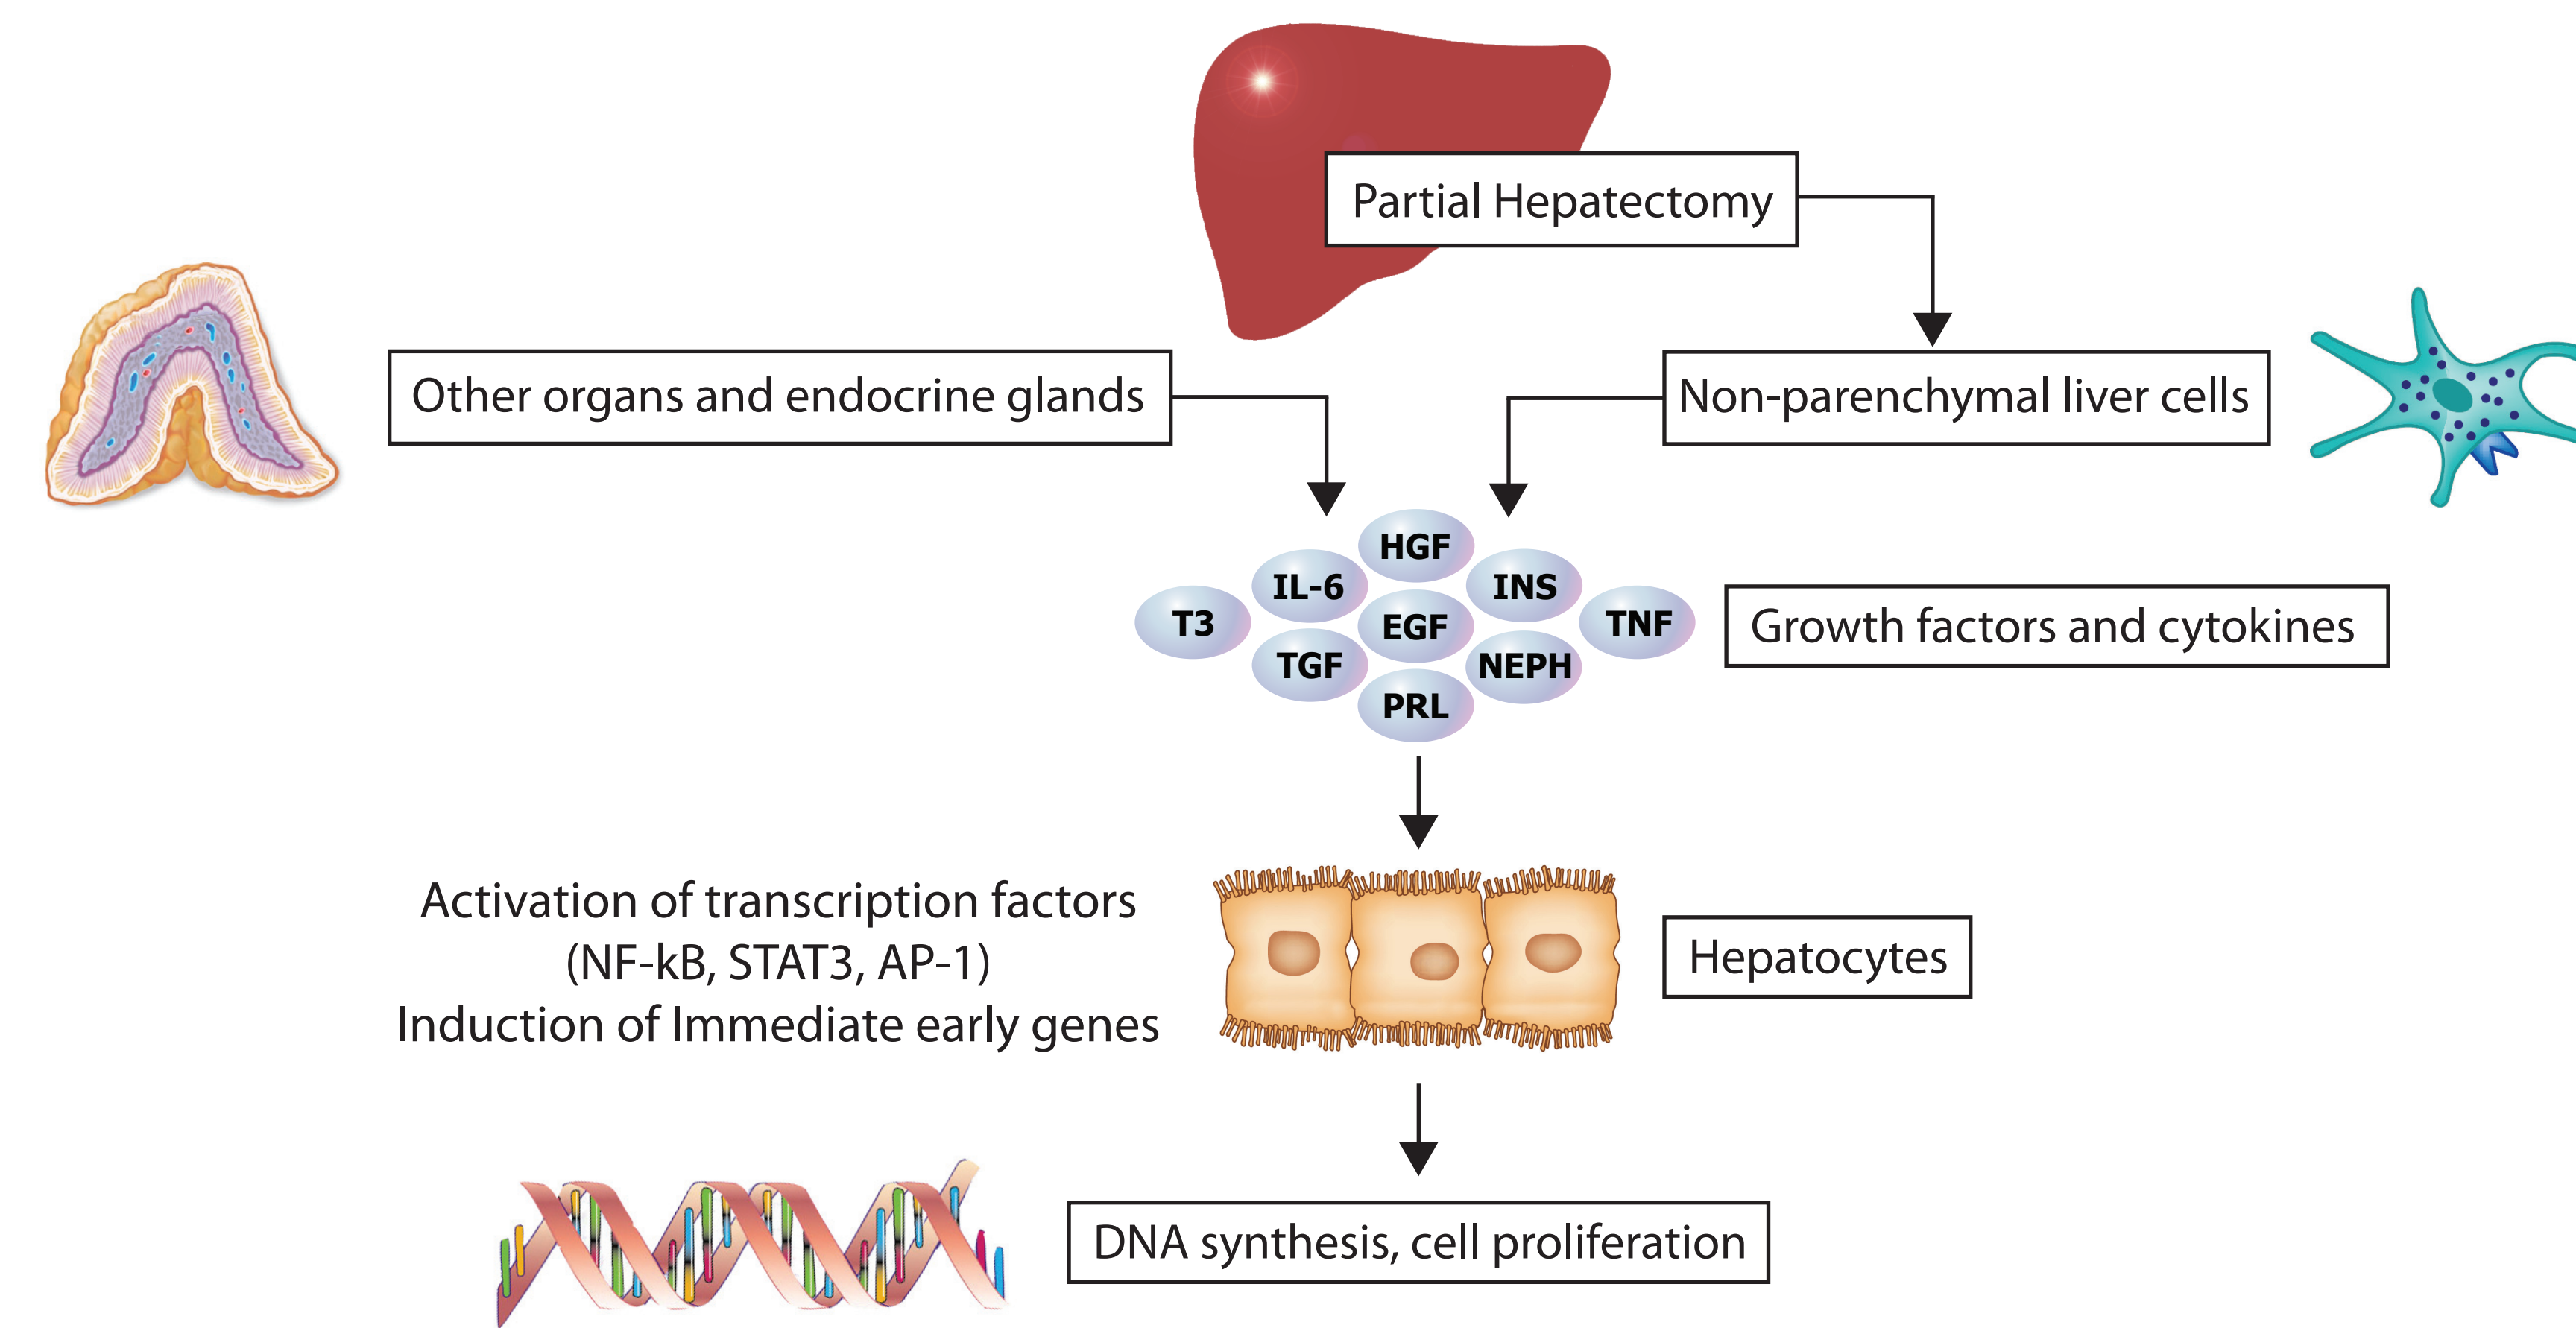 Partial Hepatectomy
Other organs and endocrine glands
Non-parenchymal liver cells
HGF
IL-6
INS
T3
EGF
TNF
TGF
NEPH
PRL
Growth factors and cytokines
Activation of transcription factors
(NF-kB, STAT3, AP-1)
Induction of Immediate early genes
Hepatocytes
DNA synthesis, cell proliferation